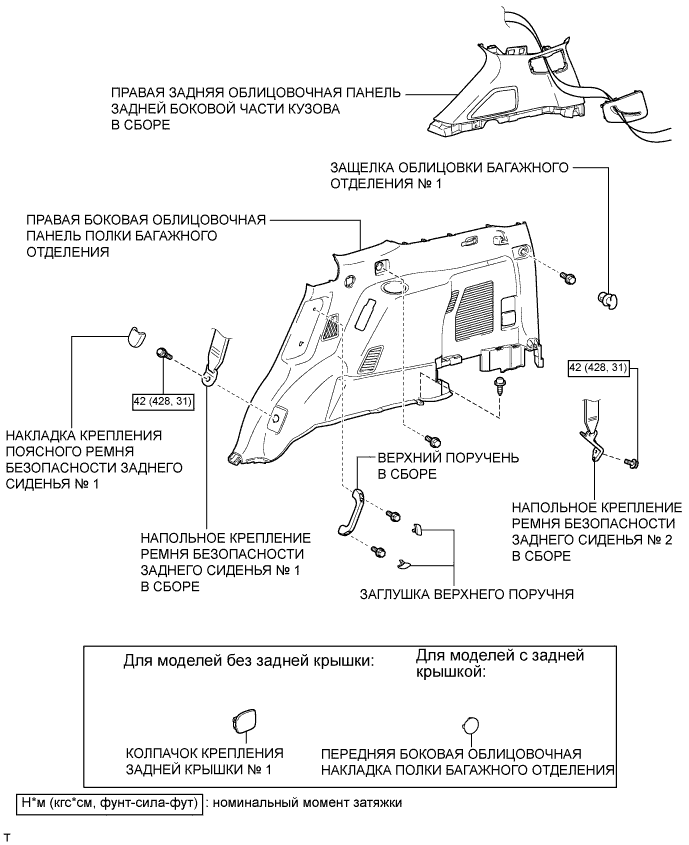 ПРАВАЯ ЗАДНЯЯ ОБЛИЦОВОЧНАЯ ПАНЕЛЬ
ЗАДНЕЙ БОКОВОЙ ЧАСТИ КУЗОВА
В СБОРЕ
ЗАЩЕЛКА ОБЛИЦОВКИ БАГАЖНОГО
ОТДЕЛЕНИЯ № 1
ПРАВАЯ БОКОВАЯ ОБЛИЦОВОЧНАЯ
ПАНЕЛЬ ПОЛКИ БАГАЖНОГО
ОТДЕЛЕНИЯ
42 (428, 31)
42 (428, 31)
НАКЛАДКА КРЕПЛЕНИЯ
ПОЯСНОГО РЕМНЯ
БЕЗОПАСНОСТИ ЗАДНЕГО
СИДЕНЬЯ № 1
ВЕРХНИЙ ПОРУЧЕНЬ
В СБОРЕ
НАПОЛЬНОЕ КРЕПЛЕНИЕ
РЕМНЯ БЕЗОПАСНОСТИ
ЗАДНЕГО СИДЕНЬЯ № 2
В СБОРЕ
НАПОЛЬНОЕ КРЕПЛЕНИЕ
РЕМНЯ БЕЗОПАСНОСТИ
ЗАДНЕГО СИДЕНЬЯ № 1
В СБОРЕ
ЗАГЛУШКА ВЕРХНЕГО ПОРУЧНЯ
Для моделей без задней крышки:
Для моделей с задней
крышкой:
КОЛПАЧОК КРЕПЛЕНИЯ
ЗАДНЕЙ КРЫШКИ № 1
ПЕРЕДНЯЯ БОКОВАЯ ОБЛИЦОВОЧНАЯ
НАКЛАДКА ПОЛКИ БАГАЖНОГО ОТДЕЛЕНИЯ
Н*м (кгс*см, фунт-сила-фут) : номинальный момент затяжки
T